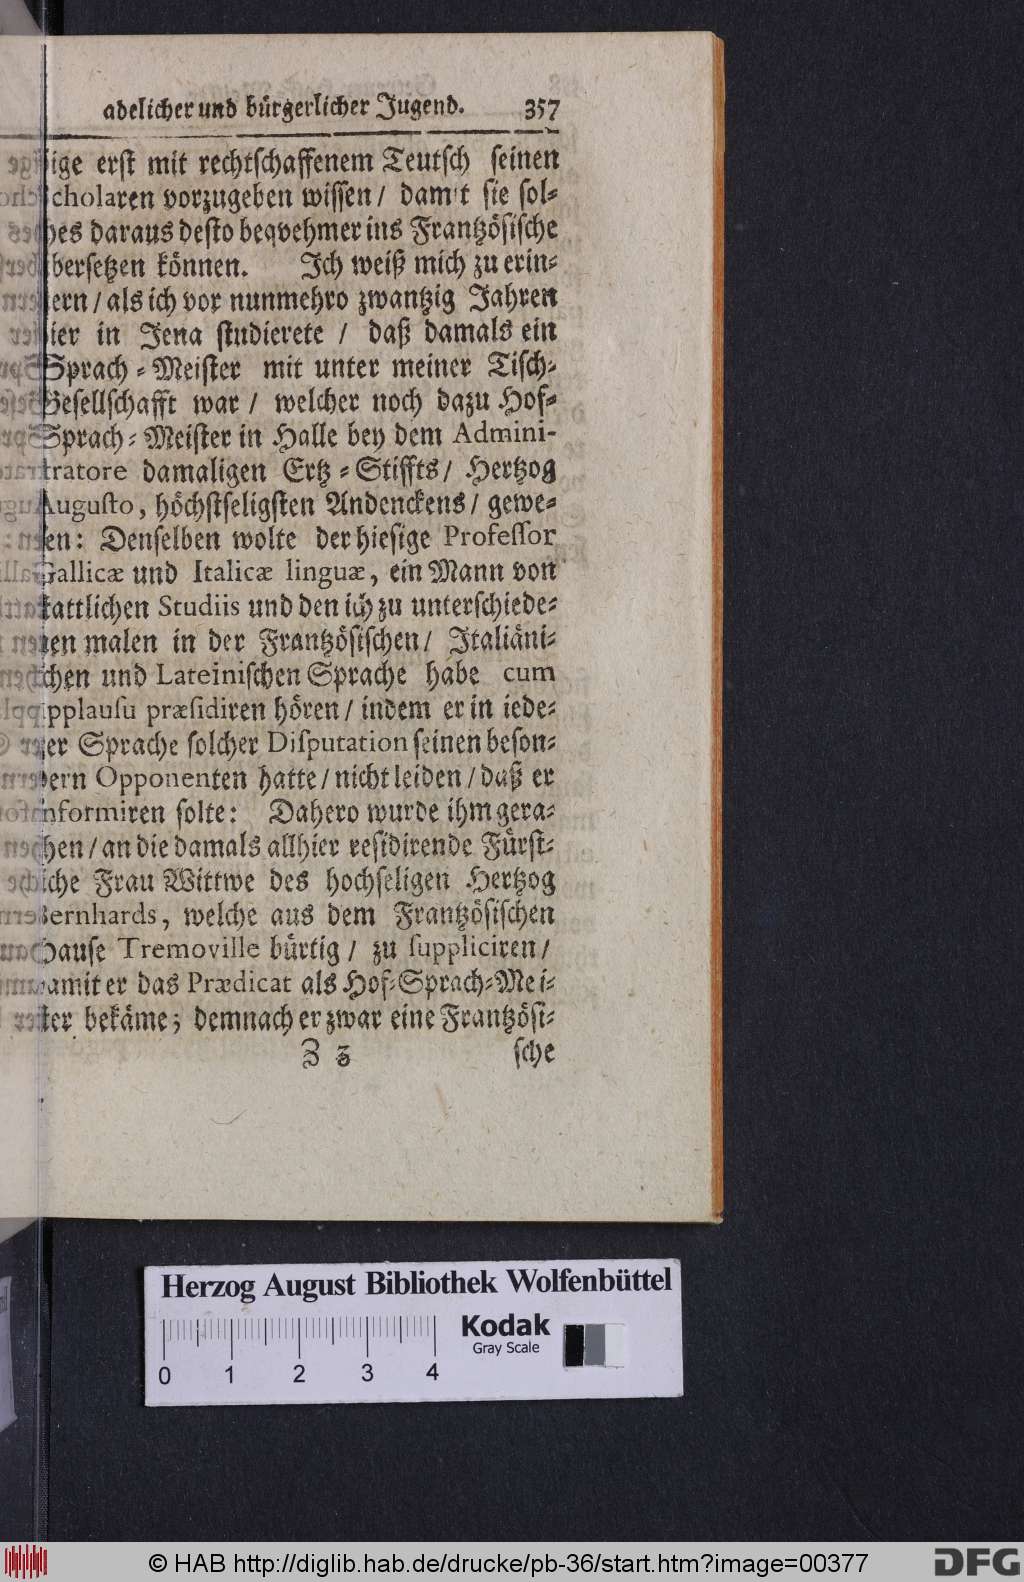 adelicher und bürgerlicher Jugend. 357
sige erst mit rechtschaffenem Teutsch seinen
Scholaren vorzugeben wissen / damit sie sol-
ches daraus desto beqvehmer ins Frantzösische
übersetzen können. Ich weiß mich zu erin-
nern / als ich vor nunmehro zwantzig Jahren
hier in Jena studierete / daß damals ein
Sprach-Meister mit unter meiner Tisch-
Gesellschafft war / welcher noch dazu Hof-
Sprach-Meister in Halle bey dem Admini-
stratore damaligen Ertz-Stiffts / Hertzog
Augusto, höchstseligsten Andenckens / gewe-
sen: Denselben wolte der hiesige Professor
Gallicæ und Italicæ linguæ, ein Mann von
stattlichen Studiis und den ich zu unterschiede-
nen malen in der Frantzösischen / Italiäni-
schen und Lateinischen Sprache habe cum
applausu præsidiren hören / indem er in iede-
ner Sprache solcher Disputation seinen beson-
dern Opponenten hatte / nicht leiden / daß er
informiren solte: Dahero wurde ihm gera-
then / an die damals allhier residirende Fürst-
liche Frau Wittwe des hochseligen Hertzog
Bernhards, welche aus dem Frantzösischen
Hause Tremoville bürtig / zu suppliciren /
damit er das Prædicat als Hof-Sprach-Mei-
ster bekäme; demnach er zwar eine Frantzösi-
Z 3 sche
Herzog August Bibliothek Wolfenbüttel
Kodak
Gray Scale
0 1 2 3 4
© HAB http://diglib.hab.de/drucke/pb-36/start.htm?image=00377
DFG